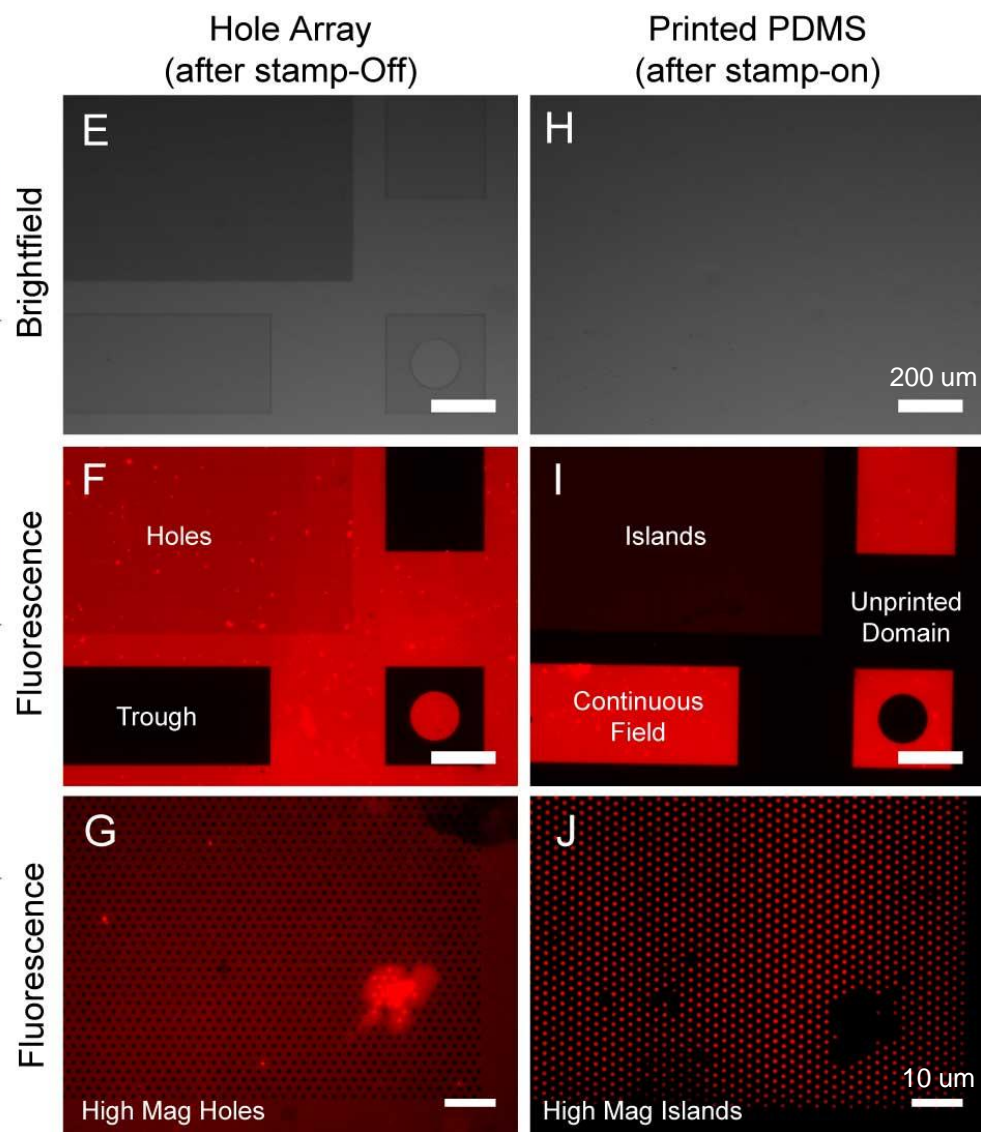 Hole Array
(after stamp-Off)
Printed PDMS
(after stamp-on)
Brightfield
E
H
200 um
Fluorescence
F
Holes
Trough
I
Islands
Unprinted
Domain
Continuous
Field
Fluorescence
G
High Mag Holes
J
10 um
High Mag Islands